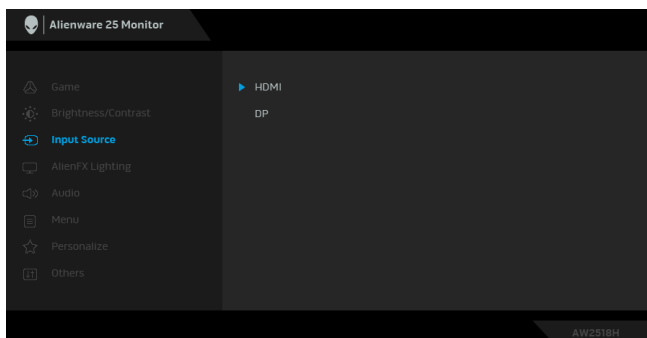 Alienware 25 Monitor
Game
HDMI
Brightness/Contrast
DP
Input Source
AlienFX Lighting
Audio
Menu
Personalize
Others
AW2518H